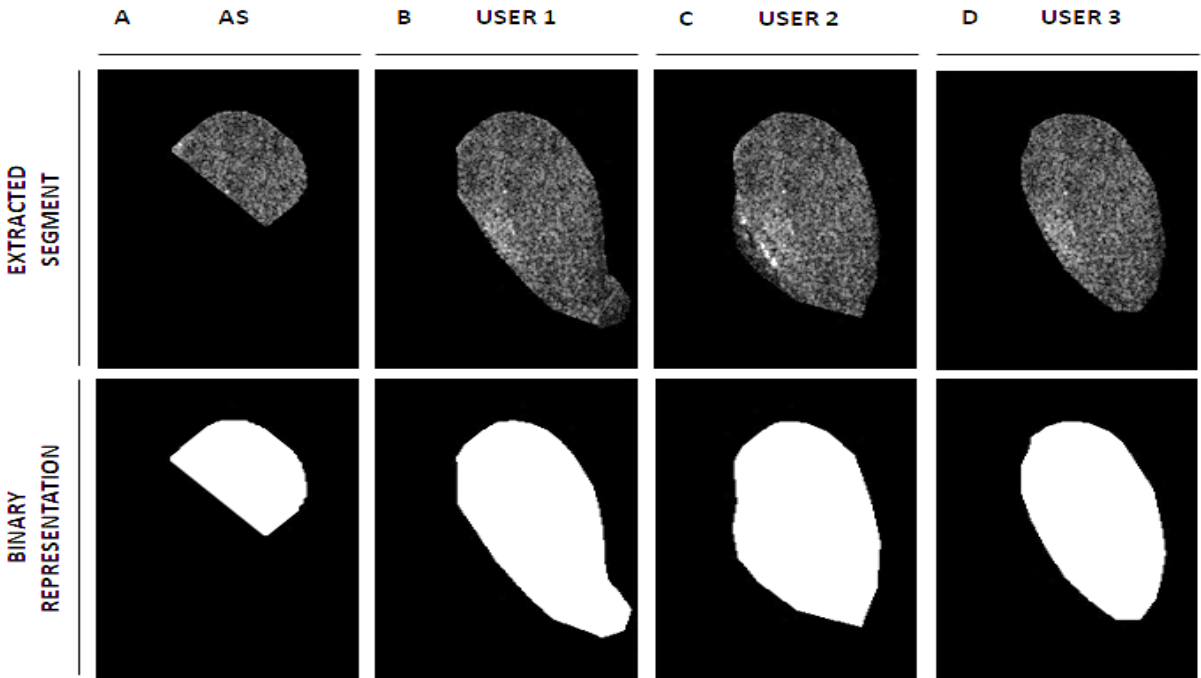 A AS B USER 1 C USER 2 D USER 3
EXTRACTED
SEGMENT
BINARY
REPRESENTATION